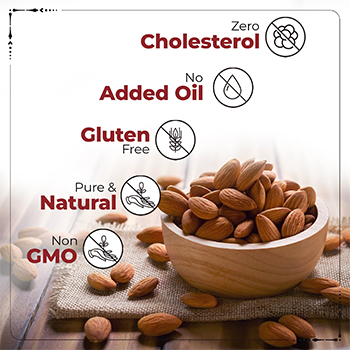 Zero
Cholesterol
No
Added Oil
Gluten
Free
Pure &
Natural
Non
GMO